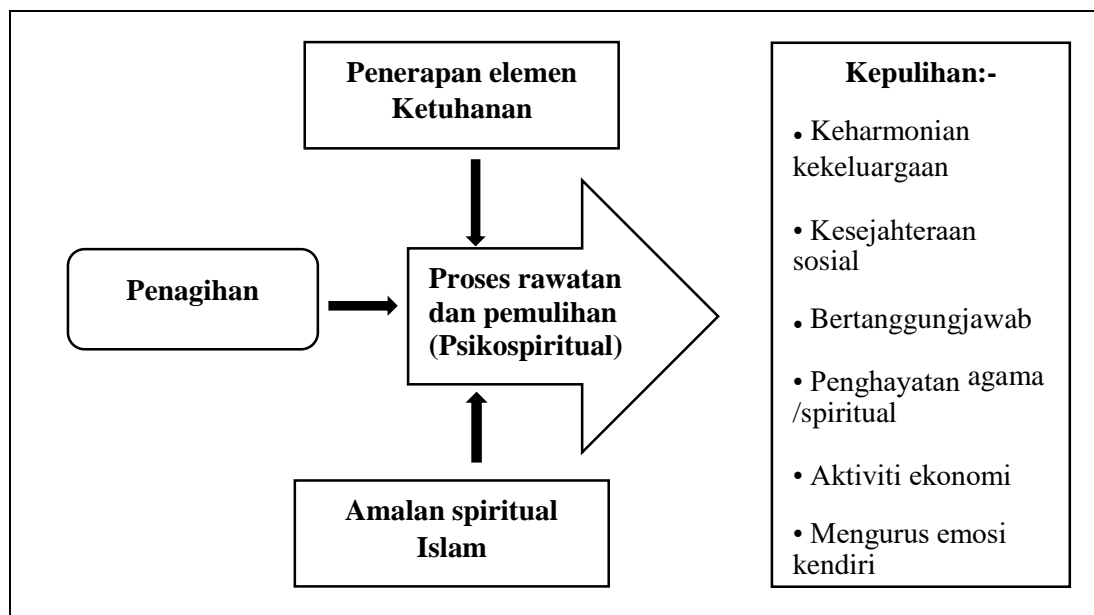 Penerapan elemen
Ketuhanan
Penagihan
Proses rawatan
dan pemulihan
(Psikospiritual)
Amalan spiritual
Islam
Kepulihan:-
• Keharmonian
kekeluargaan
• Kesejahteraan
sosial
• Bertanggungjawab
• Penghayatan agama
/spiritual
• Aktiviti ekonomi
• Mengurus emosi
kendiri